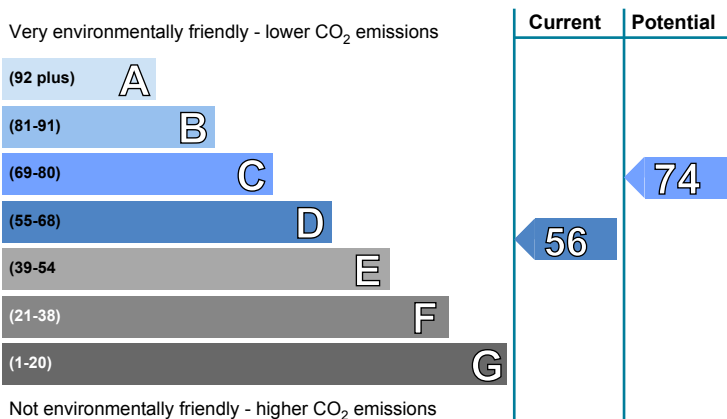 Very environmentally friendly - lower CO2 emissions
Current
Potential
(92 plus) A
(81-91) B
(69-80) C
74
(55-68) D
56
(39-54 E
(21-38) F
(1-20) G
Not environmentally friendly - higher CO2 emissions